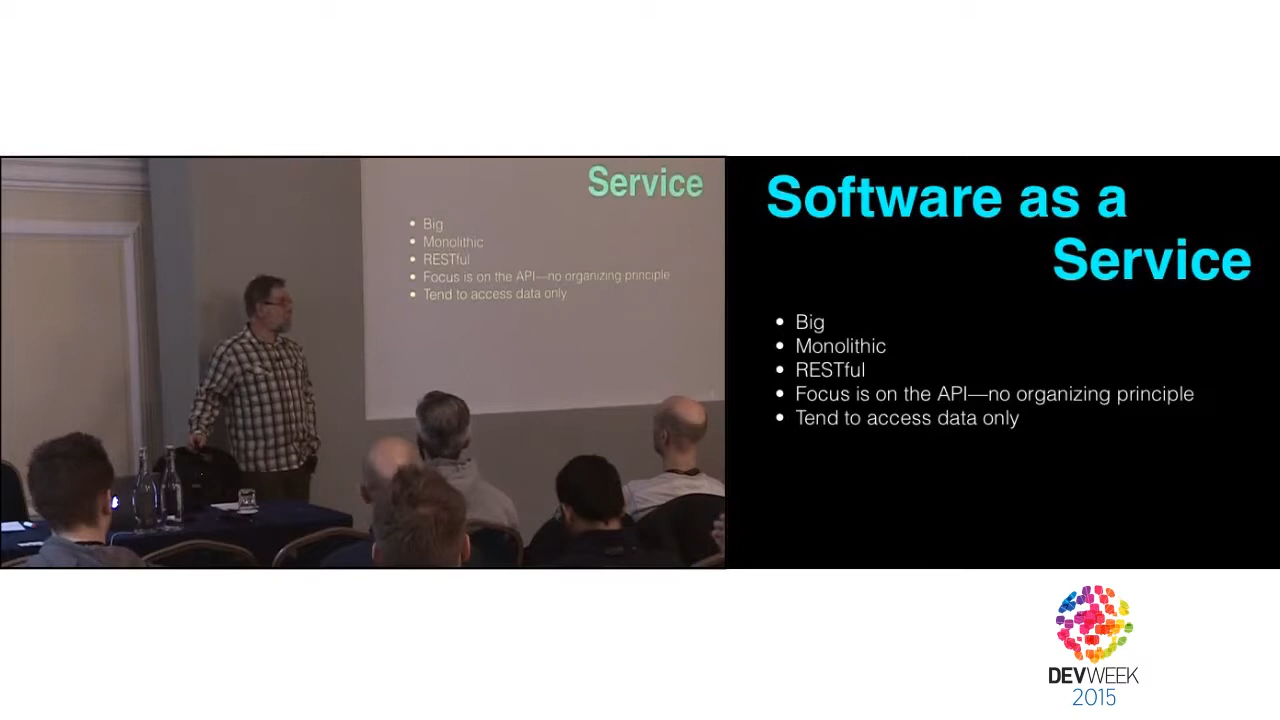 Service
• Big
• Monolithic
• RESTful
• Focus is on the API—no organizing principle
• Tend to access data only
Software as a
Service
• Big
• Monolithic
• RESTful
• Focus is on the API—no organizing principle
• Tend to access data only
DEVWEEK
2015